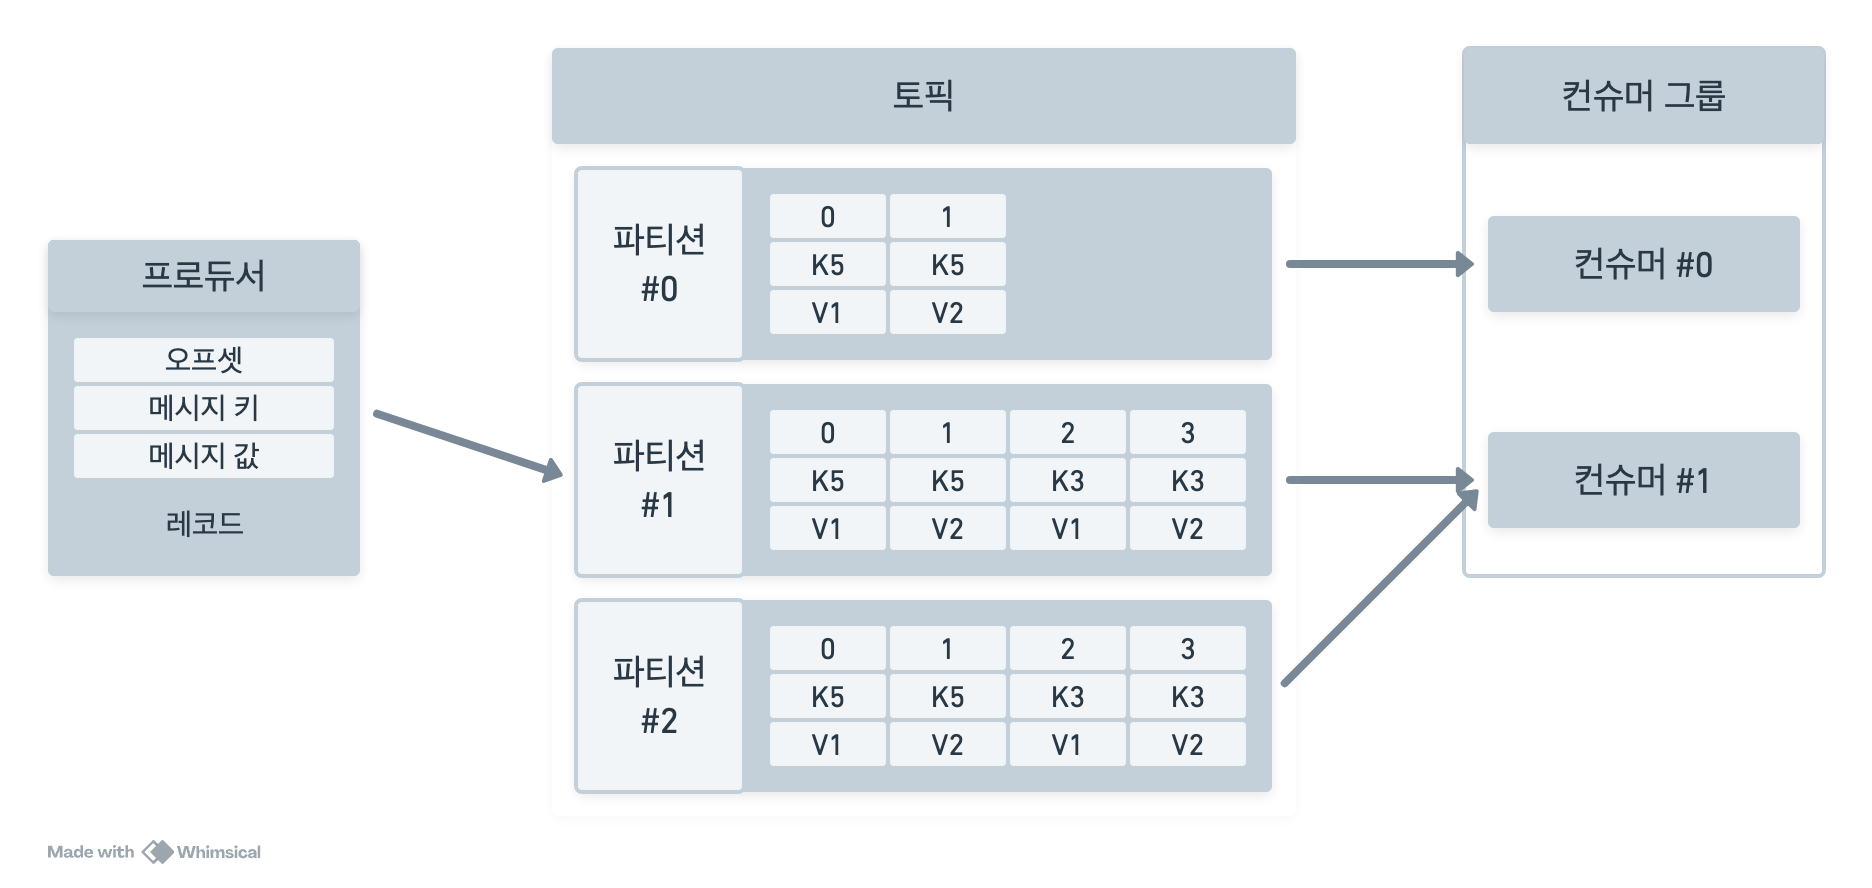 프로듀서
오프셋
메시지 키
메시지 값
레코드
토픽
파티션
#0
0 1
K5 K5
V1 V2
파티션
#1
0 1 2 3
K5 K5 K3 K3
V1 V2 V1 V2
파티션
#2
0 1 2 3
K5 K5 K3 K3
V1 V2 V1 V2
컨슈머 그룹
컨슈머 #0
컨슈머 #1
Made with Whimsical